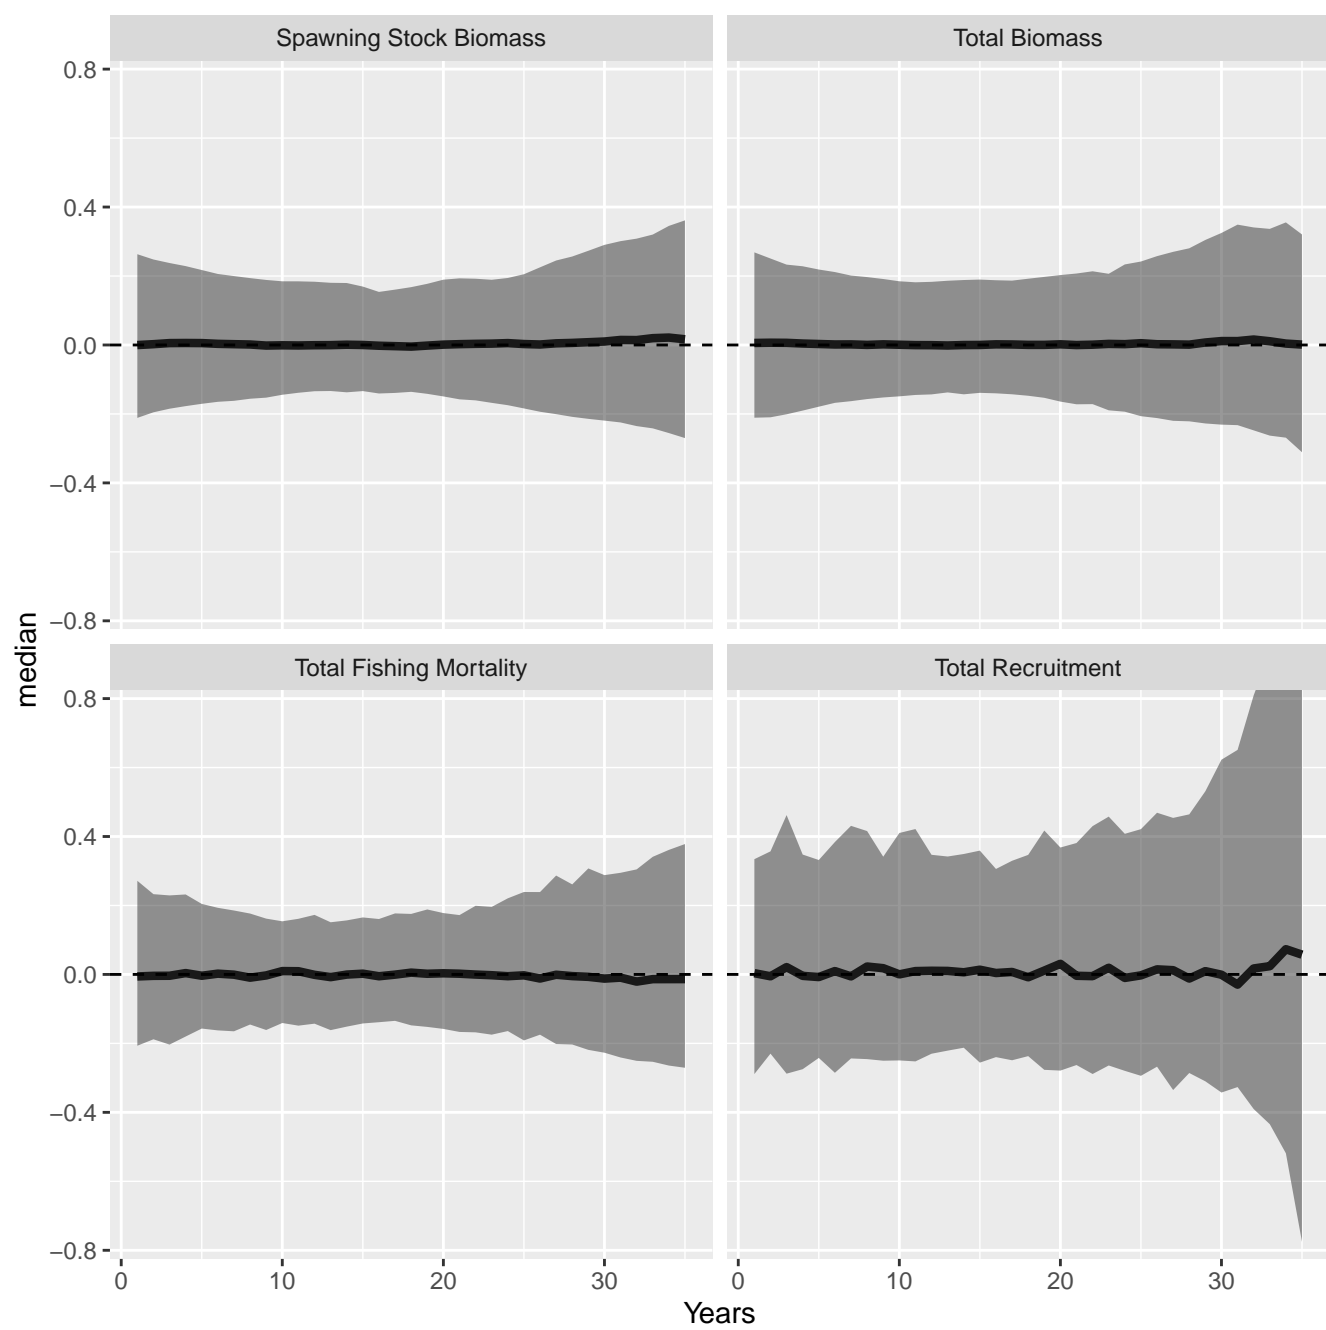 Spawning Stock Biomass
Total Biomass
0.8
0.4
0.0
−0.4
−0.8
median
Total Fishing Mortality
Total Recruitment
0.8
0.4
0.0
−0.4
−0.8
0 10 20 30
0 10 20 30
Years